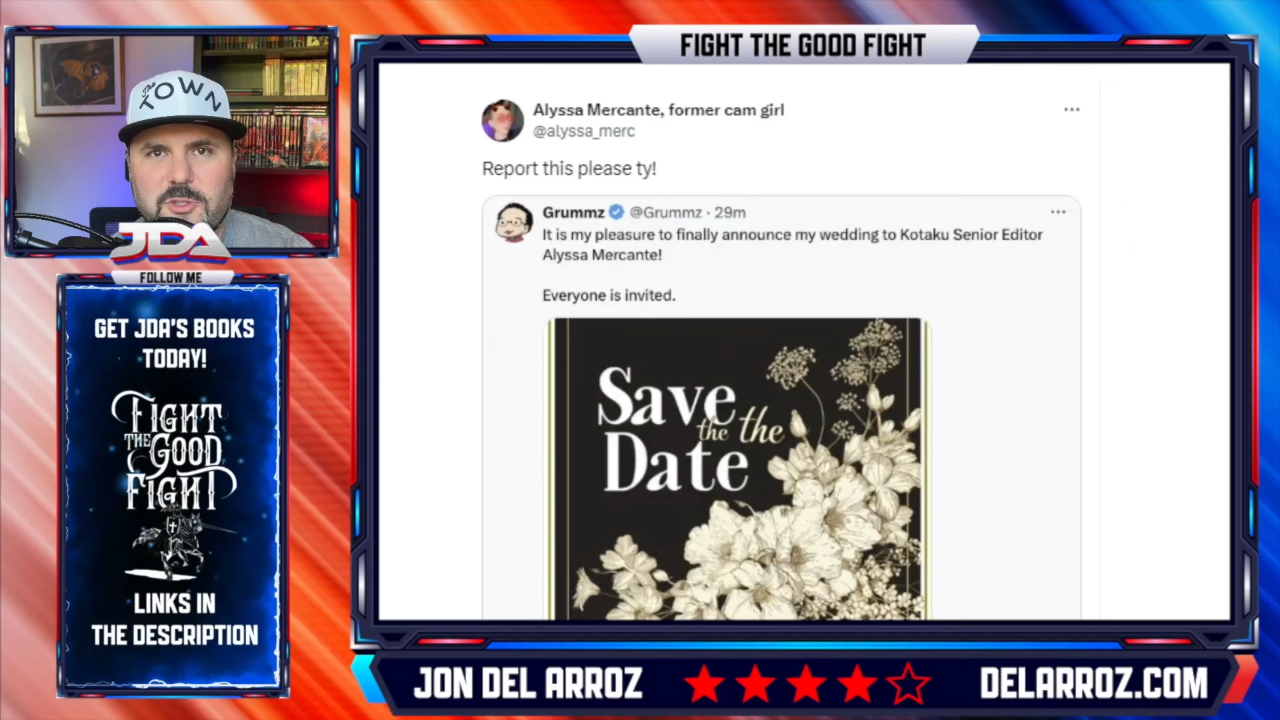 The
TOWN
JDA
FOLLOW ME
GET JDA'S BOOKS
TODAY!
FIGHT
THE GOOD
FIGHT
LINKS IN
THE DESCRIPTION
FIGHT THE GOOD FIGHT
Alyssa Mercante, former cam girl
@alyssa_merc
Report this please ty!
Grummz @Grummz · 29m
It is my pleasure to finally announce my wedding to Kotaku Senior Editor
Alyssa Mercante!
Everyone is invited.
Save
the the
Date
JON DEL ARROZ
DELARROZ.COM